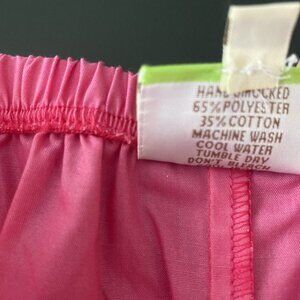 HAND SMOCKED
65% POLYESTER
35% COTTON
MACHINE WASH
COOL WATER
TUMBLE DRY
DON'T BLEACH